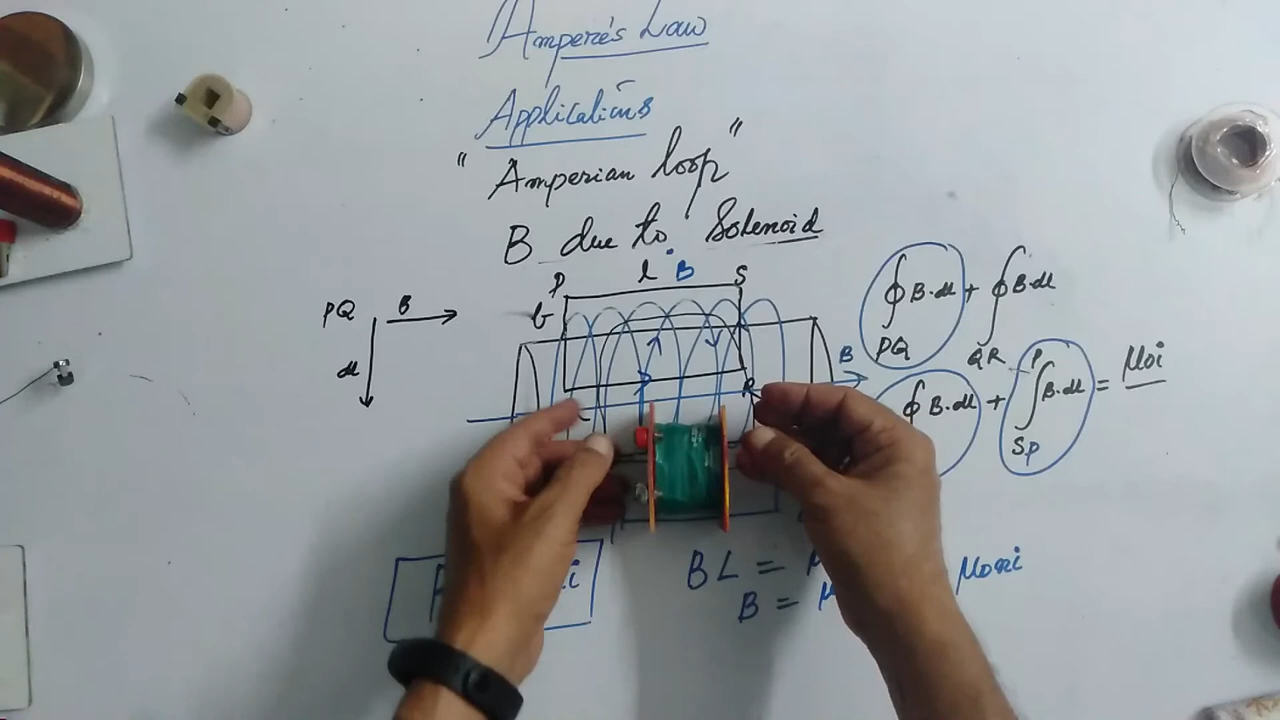 Ampere's Law
Applications
" Amperian loop "
B due to Solenoid
P l B S
b
PQ B
dl
∮ B·dl + ∮ B·dl
PQ QR
B
R
∮ B·dl + ∫ B·dl = μ0i
P
SP
BL =
B =
μ0ni